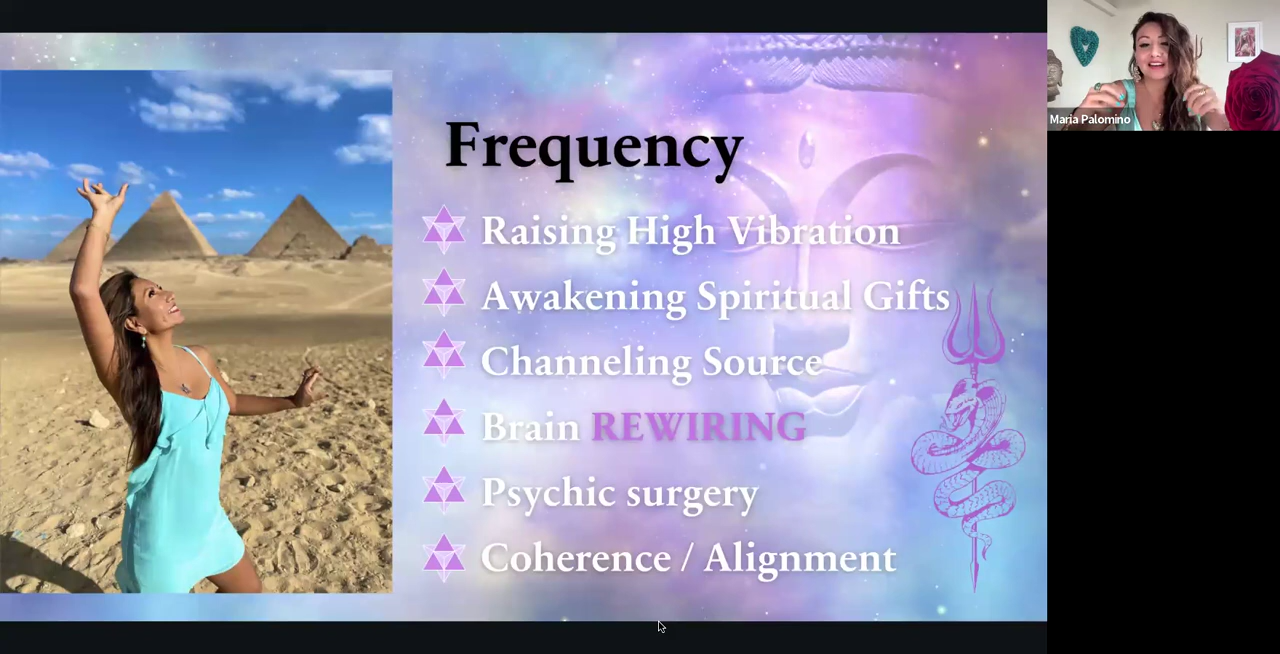 Frequency
Raising High Vibration
Awakening Spiritual Gifts
Channeling Source
Brain REWIRING
Psychic surgery
Coherence / Alignment
Maria Palomino